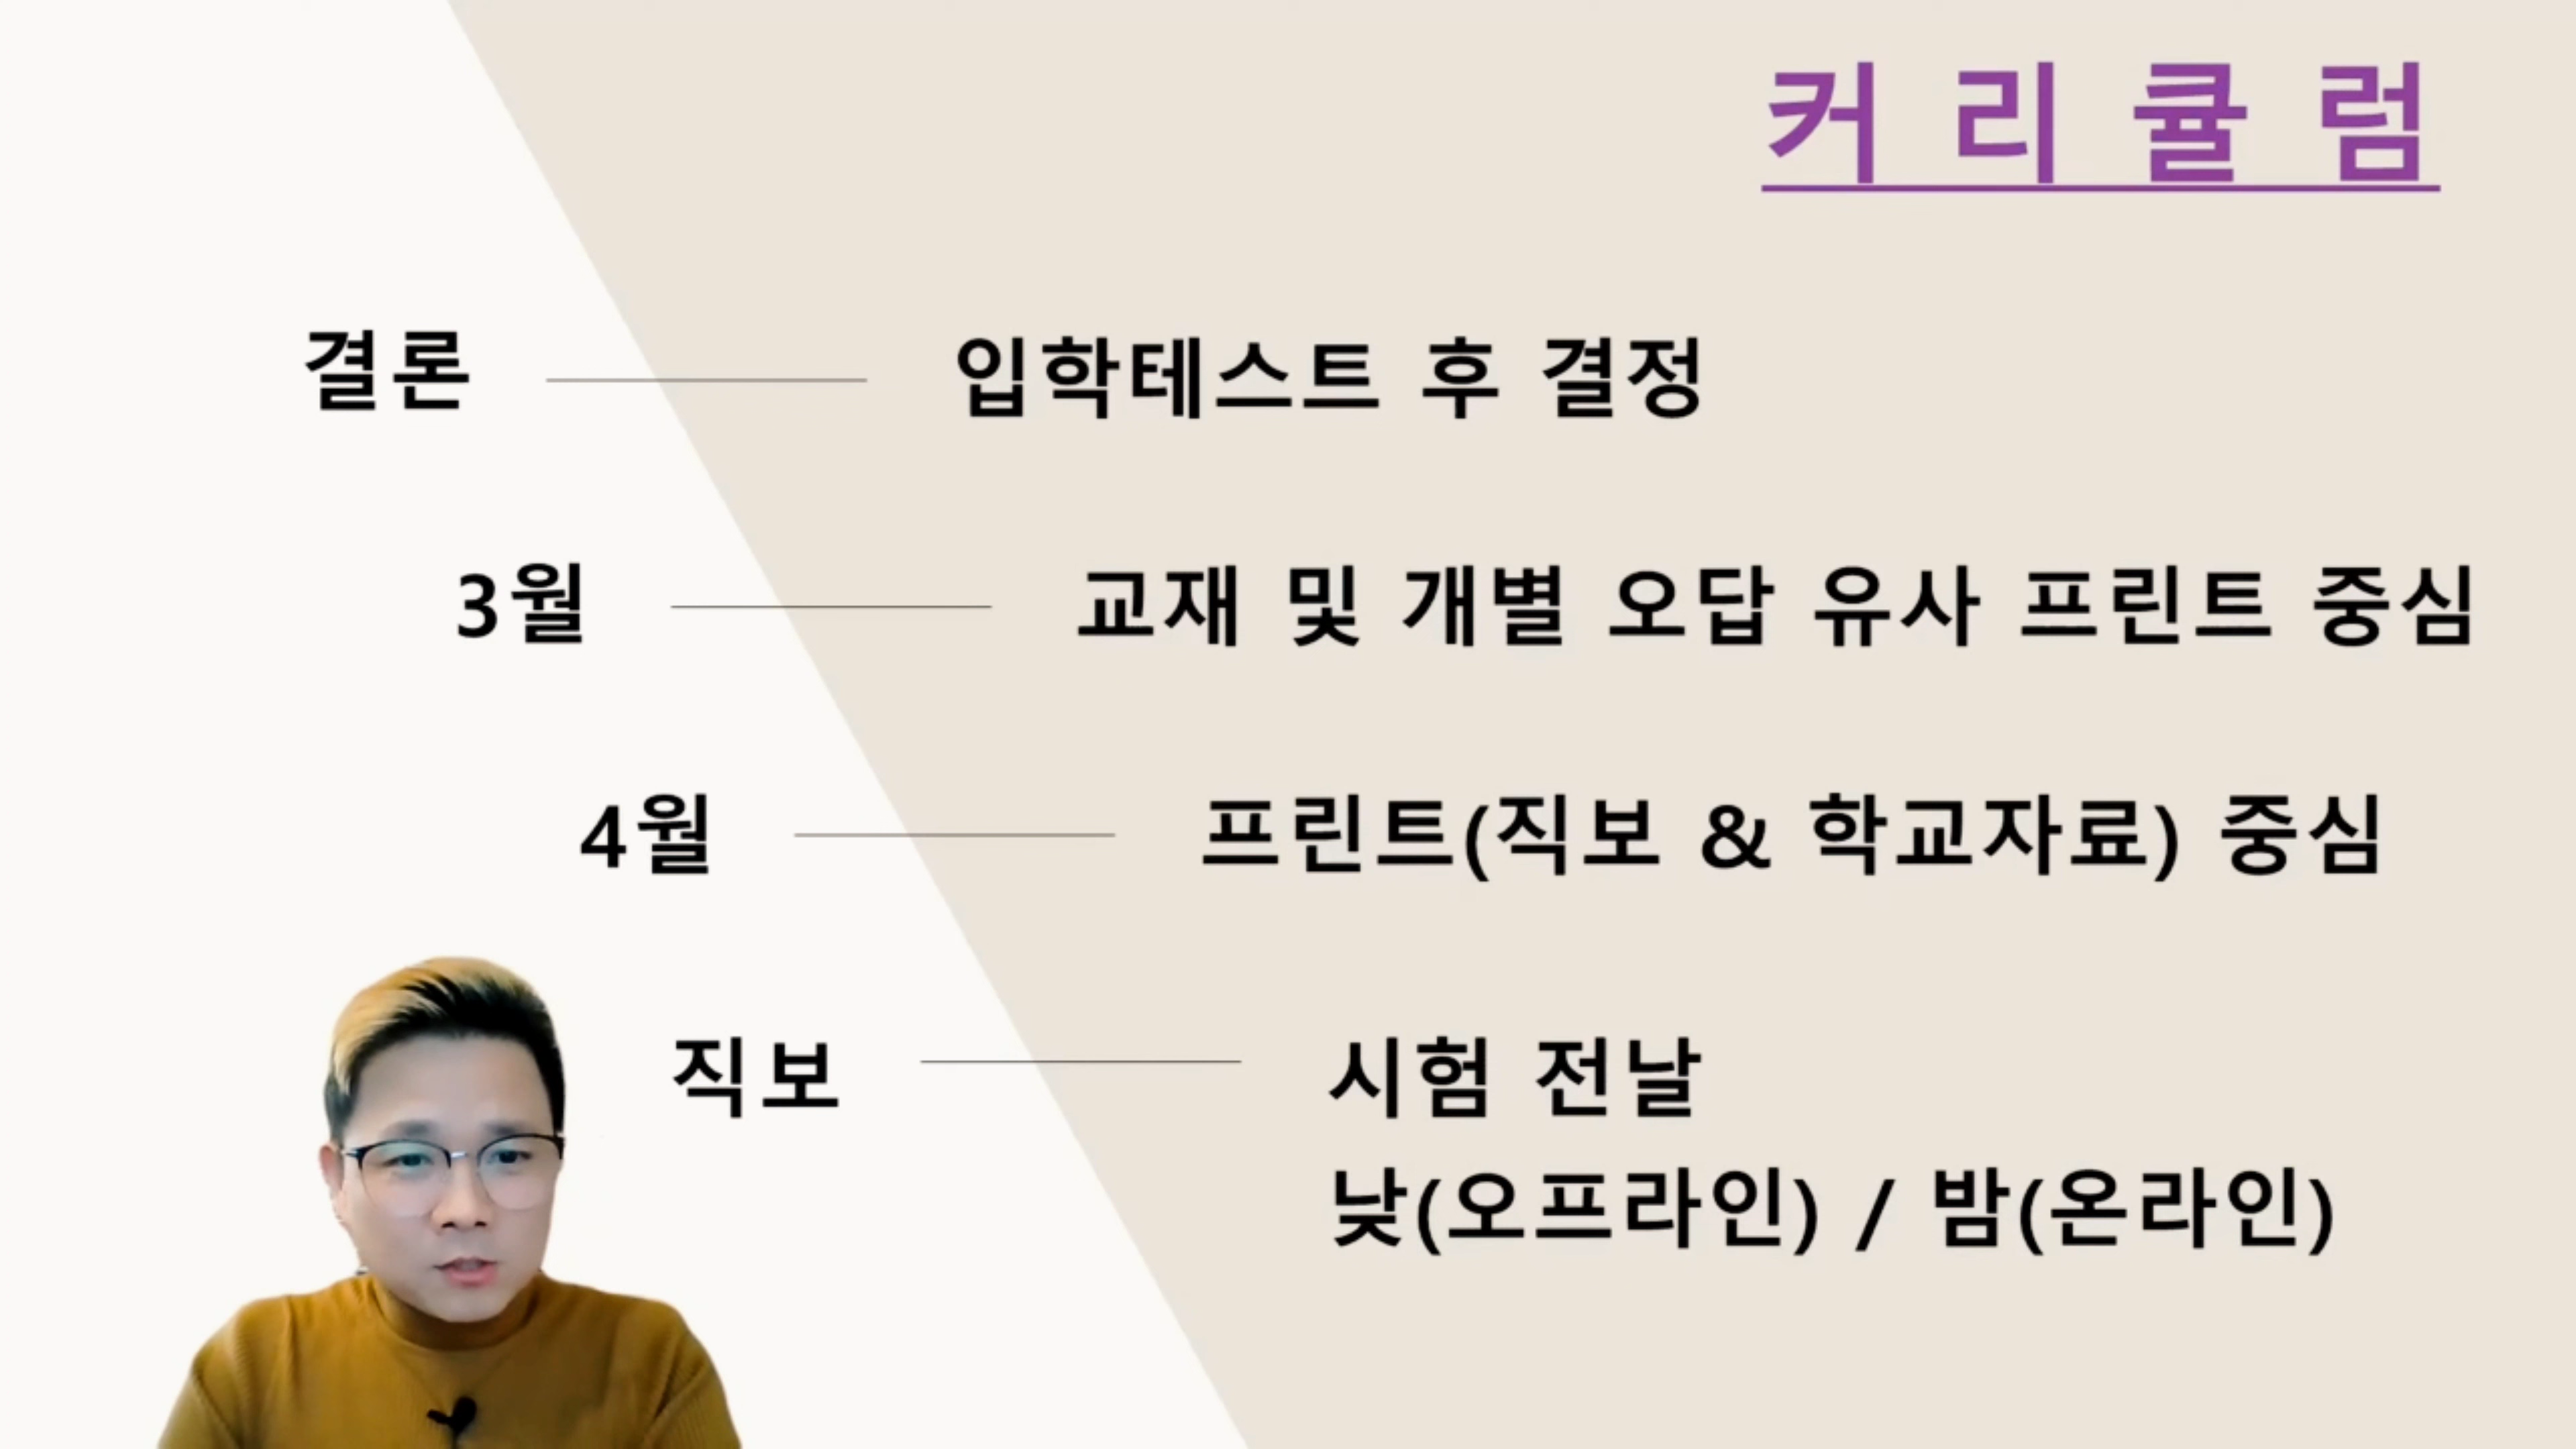 커리큘럼
결론 입학테스트 후 결정
3월 교재 및 개별 오답 유사 프린트 중심
4월 프린트(직보 & 학교자료) 중심
직보 시험 전날
낮(오프라인) / 밤(온라인)